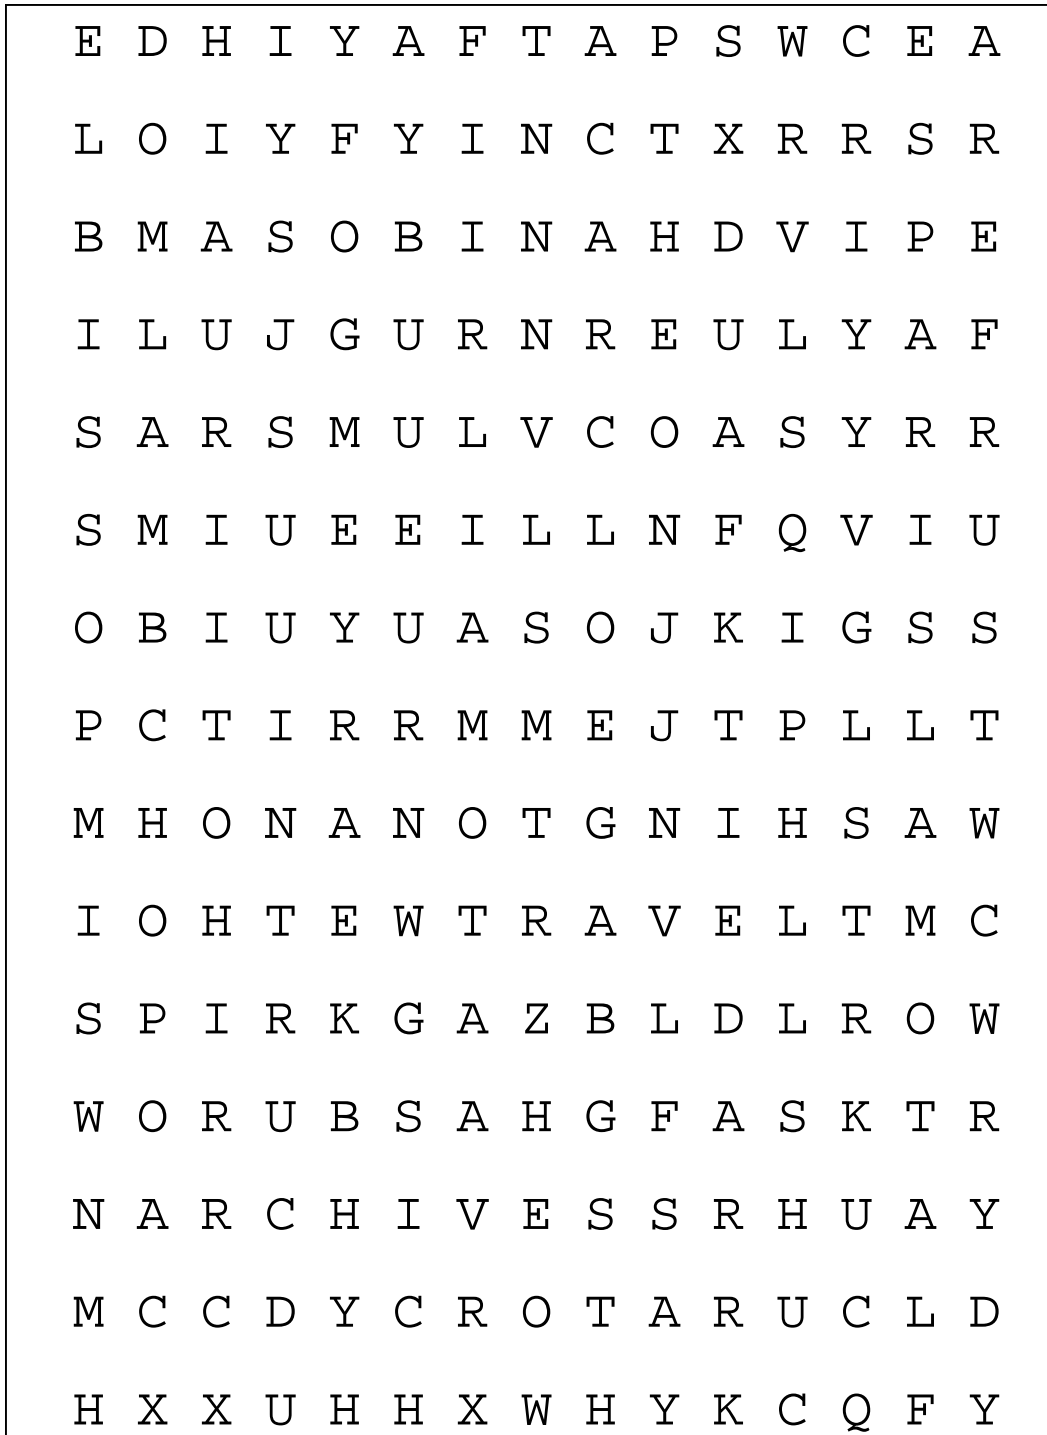 E D H I Y A F T A P S W C E A
L O I Y F Y I N C T X R R S R
B M A S O B I N A H D V I P E
I L U J G U R N R E U L Y A F
S A R S M U L V C O A S Y R R
S M I U E E I L L N F Q V I U
O B I U Y U A S O J K I G S S
P C T I R R M M E J T P L L T
M H O N A N O T G N I H S A W
I O H T E W T R A V E L T M C
S P I R K G A Z B L D L R O W
W O R U B S A H G F A S K T R
N A R C H I V E S S R H U A Y
M C C D Y C R O T A R U C L D
H X X U H H X W H Y K C Q F Y